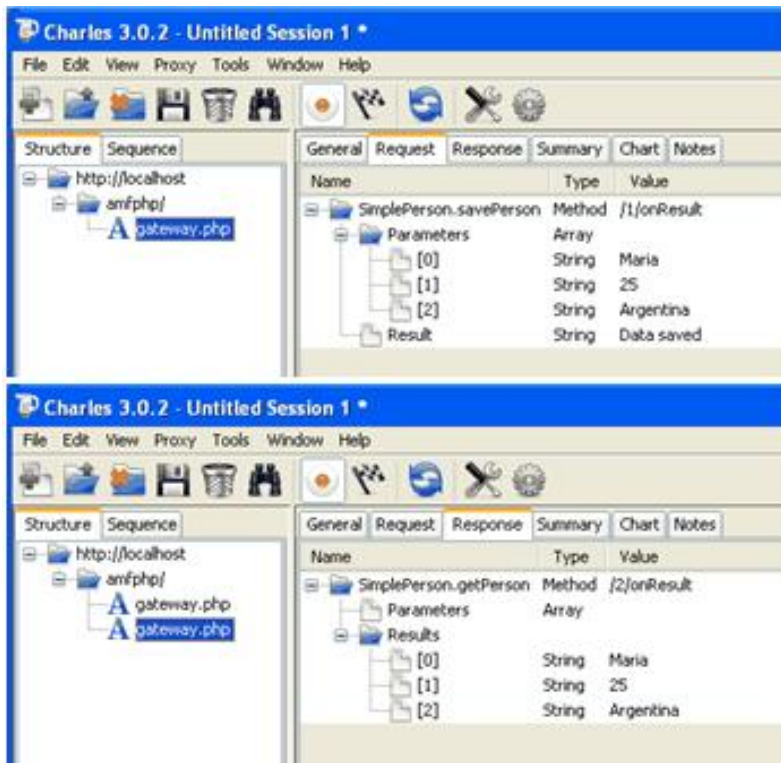 Charles 3.0.2 - Untitled Session 1 *
File Edit View Proxy Tools Window Help
Structure Sequence
http://localhost
amfphp/
gateway.php
General Request Response Summary Chart Notes
Name Type Value
SimplePerson.savePerson Method /1/onResult
Parameters Array
[0] String Maria
[1] String 25
[2] String Argentina
Result String Data saved
Charles 3.0.2 - Untitled Session 1 *
File Edit View Proxy Tools Window Help
Structure Sequence
http://localhost
amfphp/
gateway.php
gateway.php
General Request Response Summary Chart Notes
Name Type Value
SimplePerson.getPerson Method /2/onResult
Parameters Array
Results
[0] String Maria
[1] String 25
[2] String Argentina